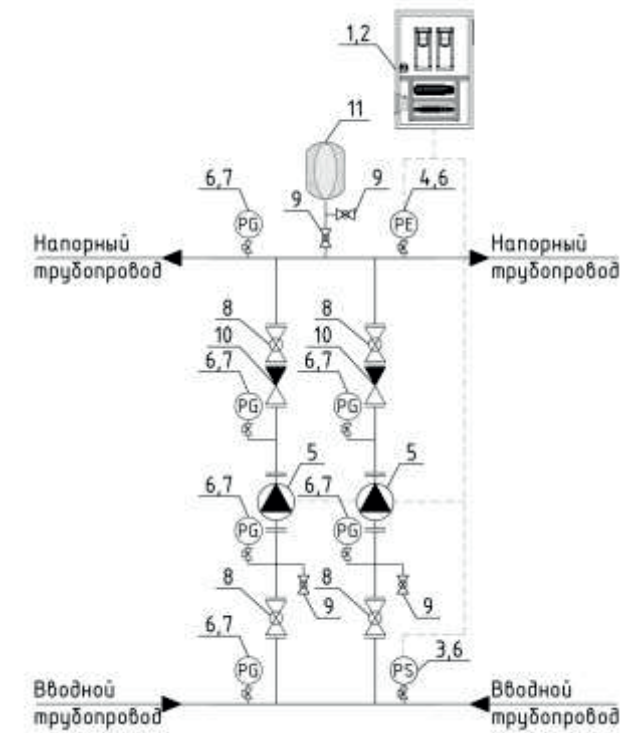 1,2
11
6,7
9
9
4,6
PG
PE
Напорный
трубопровод
Напорный
трубопровод
8
8
10
10
6,7
6,7
PG
PG
5
5
6,7
6,7
PG
PG
8
9
8
9
6,7
3,6
PG
PS
Вводной
трубопровод
Вводной
трубопровод